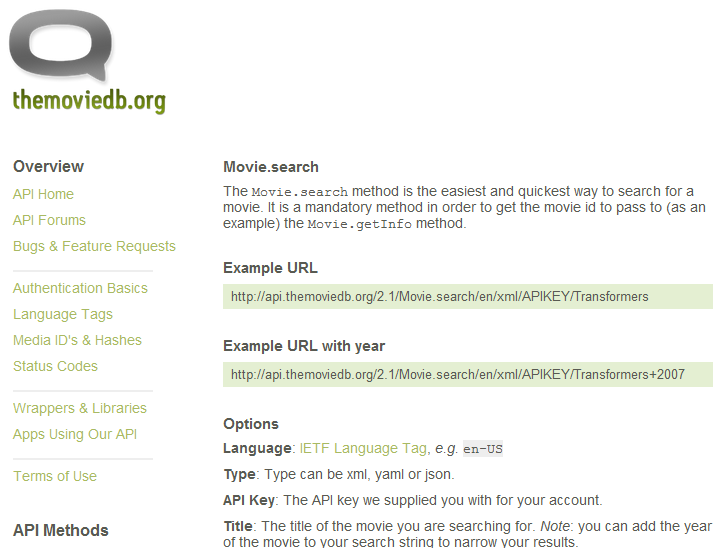 themoviedb.org
Overview
API Home
API Forums
Bugs & Feature Requests
Authentication Basics
Language Tags
Media ID's & Hashes
Status Codes
Wrappers & Libraries
Apps Using Our API
Terms of Use
API Methods
Movie.search
The Movie.search method is the easiest and quickest way to search for a
movie. It is a mandatory method in order to get the movie id to pass to (as an
example) the Movie.getInfo method.
Example URL
http://api.themoviedb.org/2.1/Movie.search/en/xml/APIKEY/Transformers
Example URL with year
http://api.themoviedb.org/2.1/Movie.search/en/xml/APIKEY/Transformers+2007
Options
Language: IETF Language Tag, e.g. en-US
Type: Type can be xml, yaml or json.
API Key: The API key we supplied you with for your account.
Title: The title of the movie you are searching for. Note: you can add the year
of the movie to your search string to narrow your results.